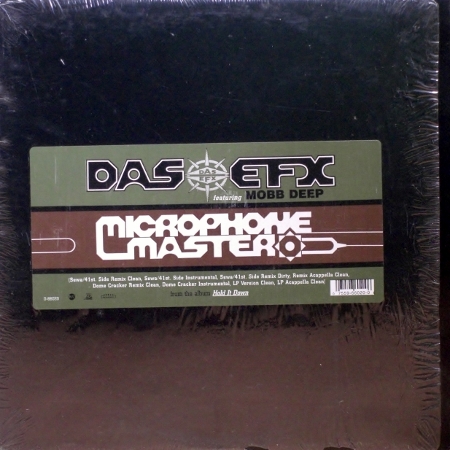 DAS EFX
DAS EFX
featuring MOBB DEEP
MICROPHONE
MASTER
(Sewa/41st. Side Remix Clean, Sewa/41st. Side Instrumental, Sewa/41st. Side Remix Dirty, Remix Acappella Clean,
Dome Cracker Remix Clean, Dome Cracker Instrumental, LP Version Clean, LP Acappella Clean)
from the album Hold It Down